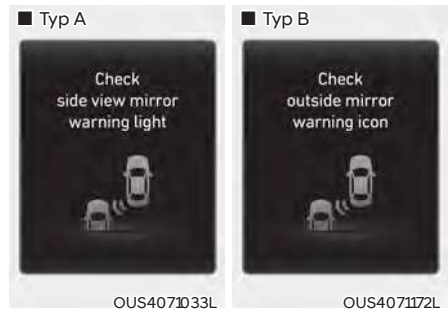 ■ Typ A
Check
side view mirror
warning light
OUS4071033L
■ Typ B
Check
outside mirror
warning icon
OUS4071172L